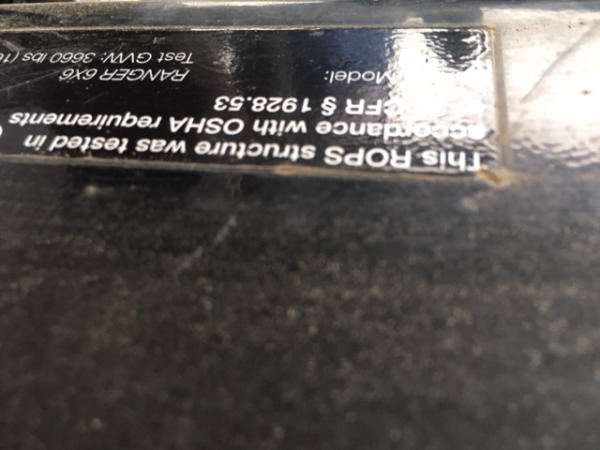 This ROPS structure was tested in
accordance with OSHA requirements
CFR § 1928.53
Model: RANGER 6X6
Test GVW: 3660 lbs (16